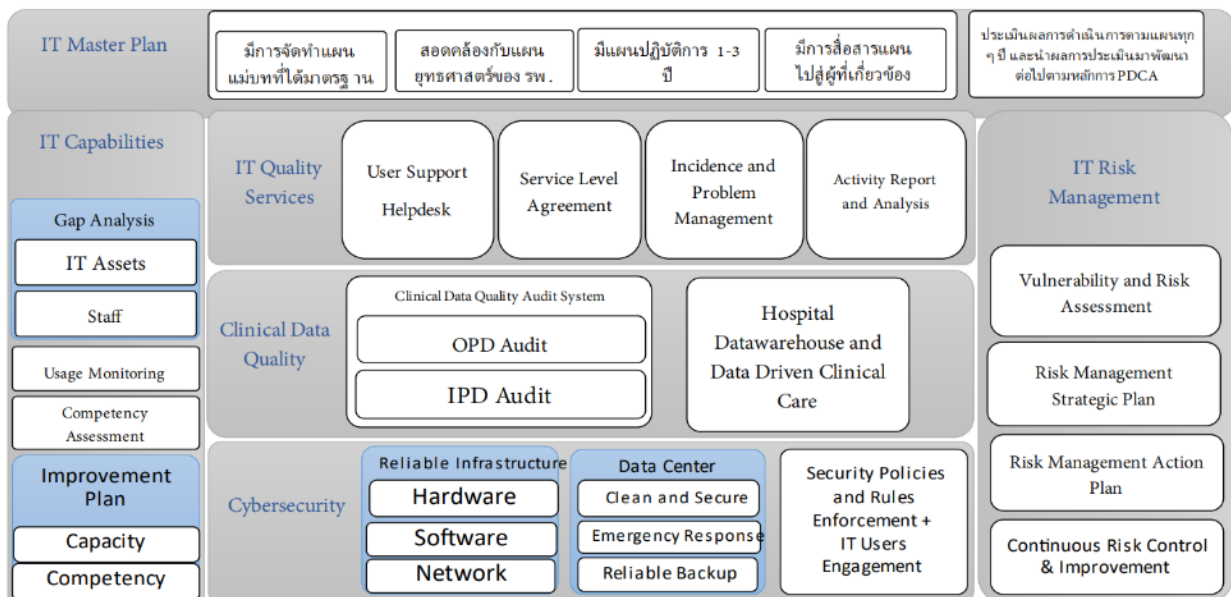 IT Master Plan
มีการจัดทำแผน
แม่บทที่ได้มาตรฐ าน
สอดคล้องกับแผน
ยุทธศาสตร์ของ รพ.
มีแผนปฏิบัติการ 1-3
ปี
มีการสื่อสารแผน
ไปสู่ผู้ที่เกี่ยวข้อง
ประเมินผลการดำเนินการตามแผนทุก
ๆ ปี และนำผลการประเมินมาพัฒนา
ต่อไปตามหลักการ PDCA
IT Capabilities
Gap Analysis
IT Assets
Staff
Usage Monitoring
Competency
Assessment
Improvement
Plan
Capacity
Competency
IT Quality
Services
User Support
Helpdesk
Service Level
Agreement
Incidence and
Problem
Management
Activity Report
and Analysis
Clinical Data
Quality
Clinical Data Quality Audit System
OPD Audit
IPD Audit
Hospital
Datawarehouse and
Data Driven Clinical
Care
Cybersecurity
Reliable Infrastructure
Hardware
Software
Network
Data Center
Clean and Secure
Emergency Response
Reliable Backup
Security Policies
and Rules
Enforcement +
IT Users
Engagement
IT Risk
Management
Vulnerability and Risk
Assessment
Risk Management
Strategic Plan
Risk Management Action
Plan
Continuous Risk Control
& Improvement